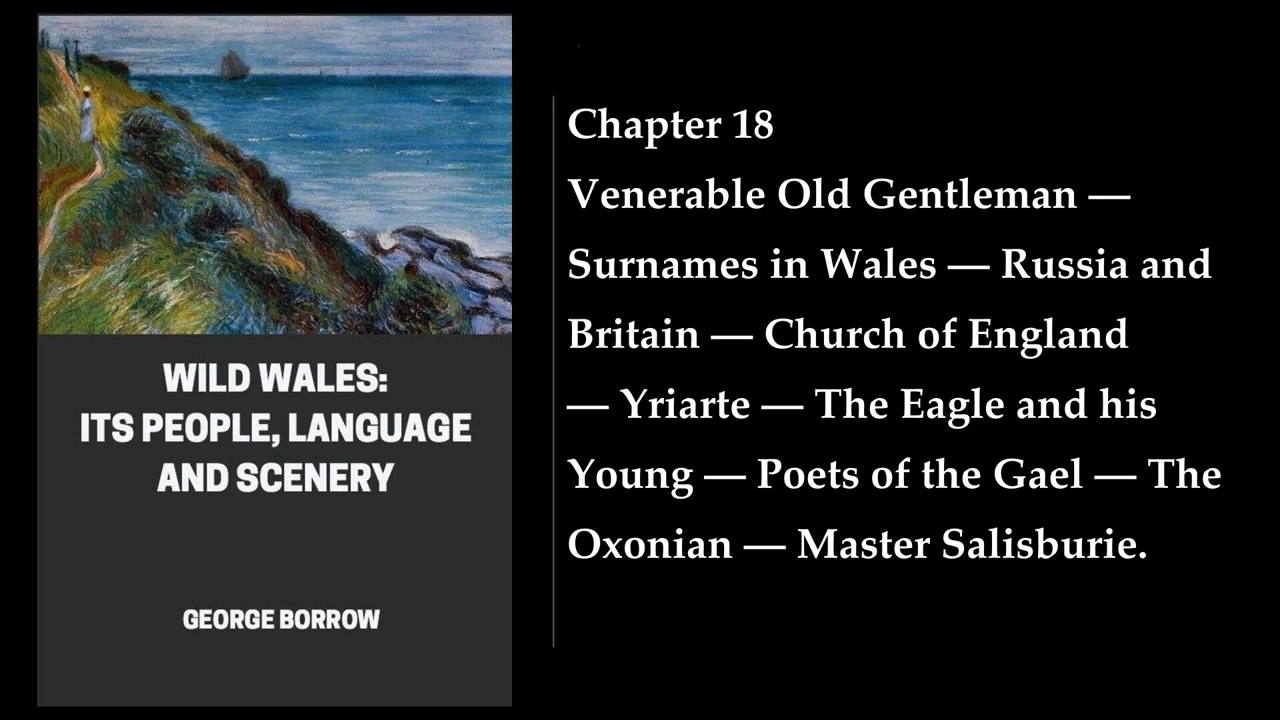 WILD WALES:
ITS PEOPLE, LANGUAGE
AND SCENERY
GEORGE BORROW
Chapter 18
Venerable Old Gentleman —
Surnames in Wales — Russia and
Britain — Church of England
— Yriarte — The Eagle and his
Young — Poets of the Gael — The
Oxonian — Master Salisburie.